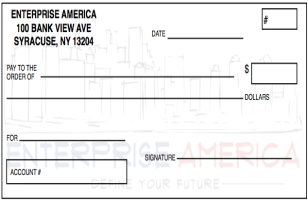 ENTERPRISE AMERICA
100 BANK VIEW AVE
SYRACUSE, NY 13204
#
DATE
PAY TO THE
ORDER OF
$
DOLLARS
FOR
ENTERPRISE AMERICA
SIGNATURE
ACCOUNT #
DEFINE YOUR FUTURE